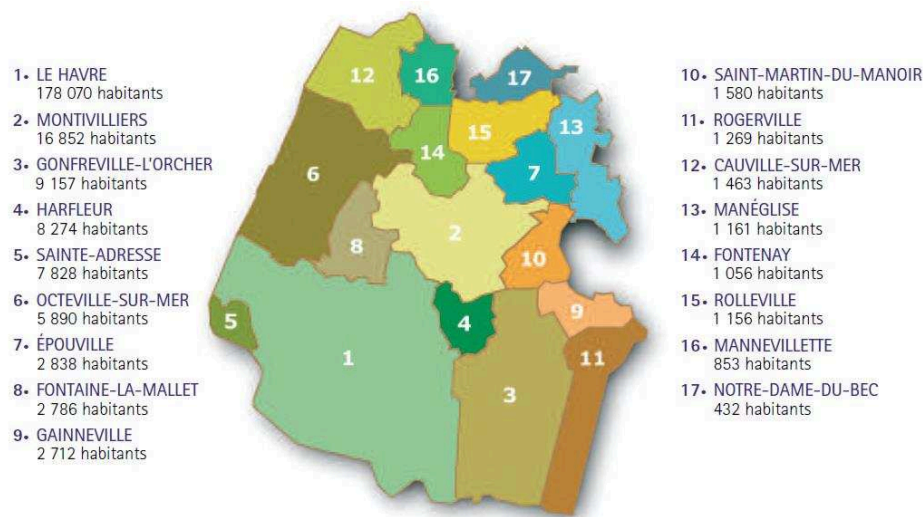 1• LE HAVRE
178 070 habitants
2• MONTIVILLIERS
16 852 habitants
3• GONFREVILLE-L'ORCHER
9 157 habitants
4• HARFLEUR
8 274 habitants
5• SAINTE-ADRESSE
7 828 habitants
6• OCTEVILLE-SUR-MER
5 890 habitants
7• ÉPOUVILLE
2 838 habitants
8• FONTAINE-LA-MALLET
2 786 habitants
9• GAINNEVILLE
2 712 habitants
12
16
17
15
13
14
6
7
2
8
10
5
4
9
1
11
3
10• SAINT-MARTIN-DU-MANOIR
1 580 habitants
11• ROGERVILLE
1 269 habitants
12• CAUVILLE-SUR-MER
1 463 habitants
13• MANÉGLISE
1 161 habitants
14• FONTENAY
1 056 habitants
15• ROLLEVILLE
1 156 habitants
16• MANNEVILLETTE
853 habitants
17• NOTRE-DAME-DU-BEC
432 habitants